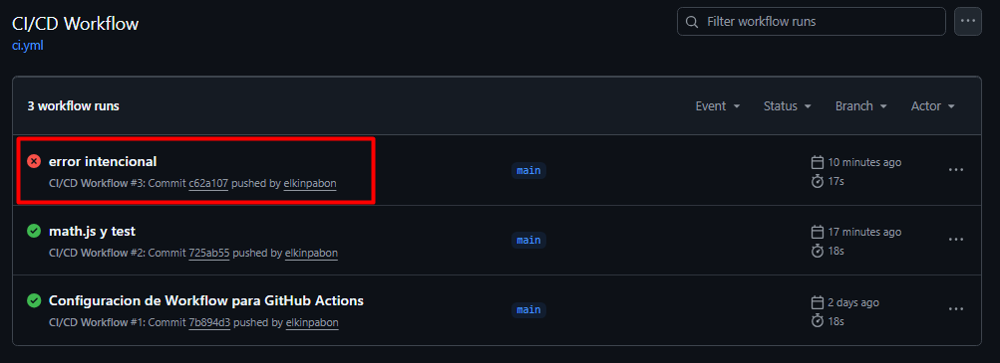 CI/CD Workflow
Filter workflow runs
ci.yml
3 workflow runs
Event
Status
Branch
Actor
error intencional
CI/CD Workflow #3: Commit c62a107 pushed by elkinpabon
main
10 minutes ago
17s
math.js y test
CI/CD Workflow #2: Commit 725ab55 pushed by elkinpabon
main
17 minutes ago
18s
Configuracion de Workflow para GitHub Actions
CI/CD Workflow #1: Commit 7b894d3 pushed by elkinpabon
main
2 days ago
18s